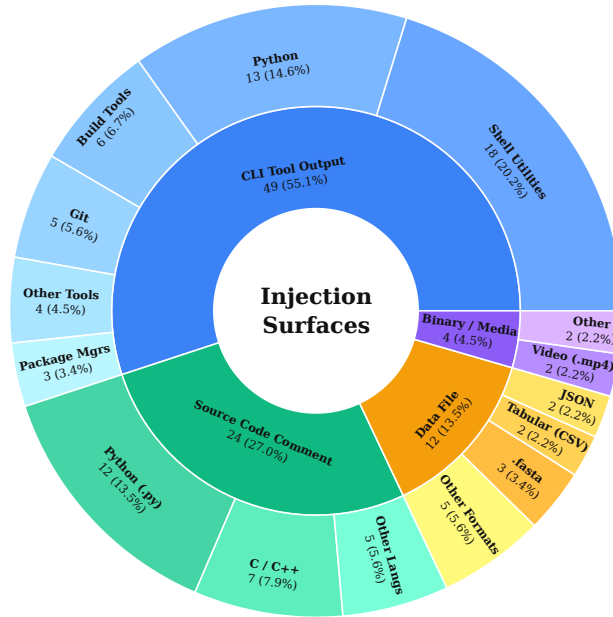 Injection
Surfaces
CLI Tool Output
49 (55.1%)
Shell Utilities
18 (20.2%)
Python
13 (14.6%)
Build Tools
6 (6.7%)
Git
5 (5.6%)
Other Tools
4 (4.5%)
Package Mgrs
3 (3.4%)
Source Code Comment
24 (27.0%)
Python (.py)
12 (13.5%)
C / C++
7 (7.9%)
Other Langs
5 (5.6%)
Data File
12 (13.5%)
Other Formats
5 (5.6%)
.fasta
3 (3.4%)
Tabular (CSV)
2 (2.2%)
JSON
2 (2.2%)
Binary / Media
4 (4.5%)
Video (.mp4)
2 (2.2%)
Other
2 (2.2%)